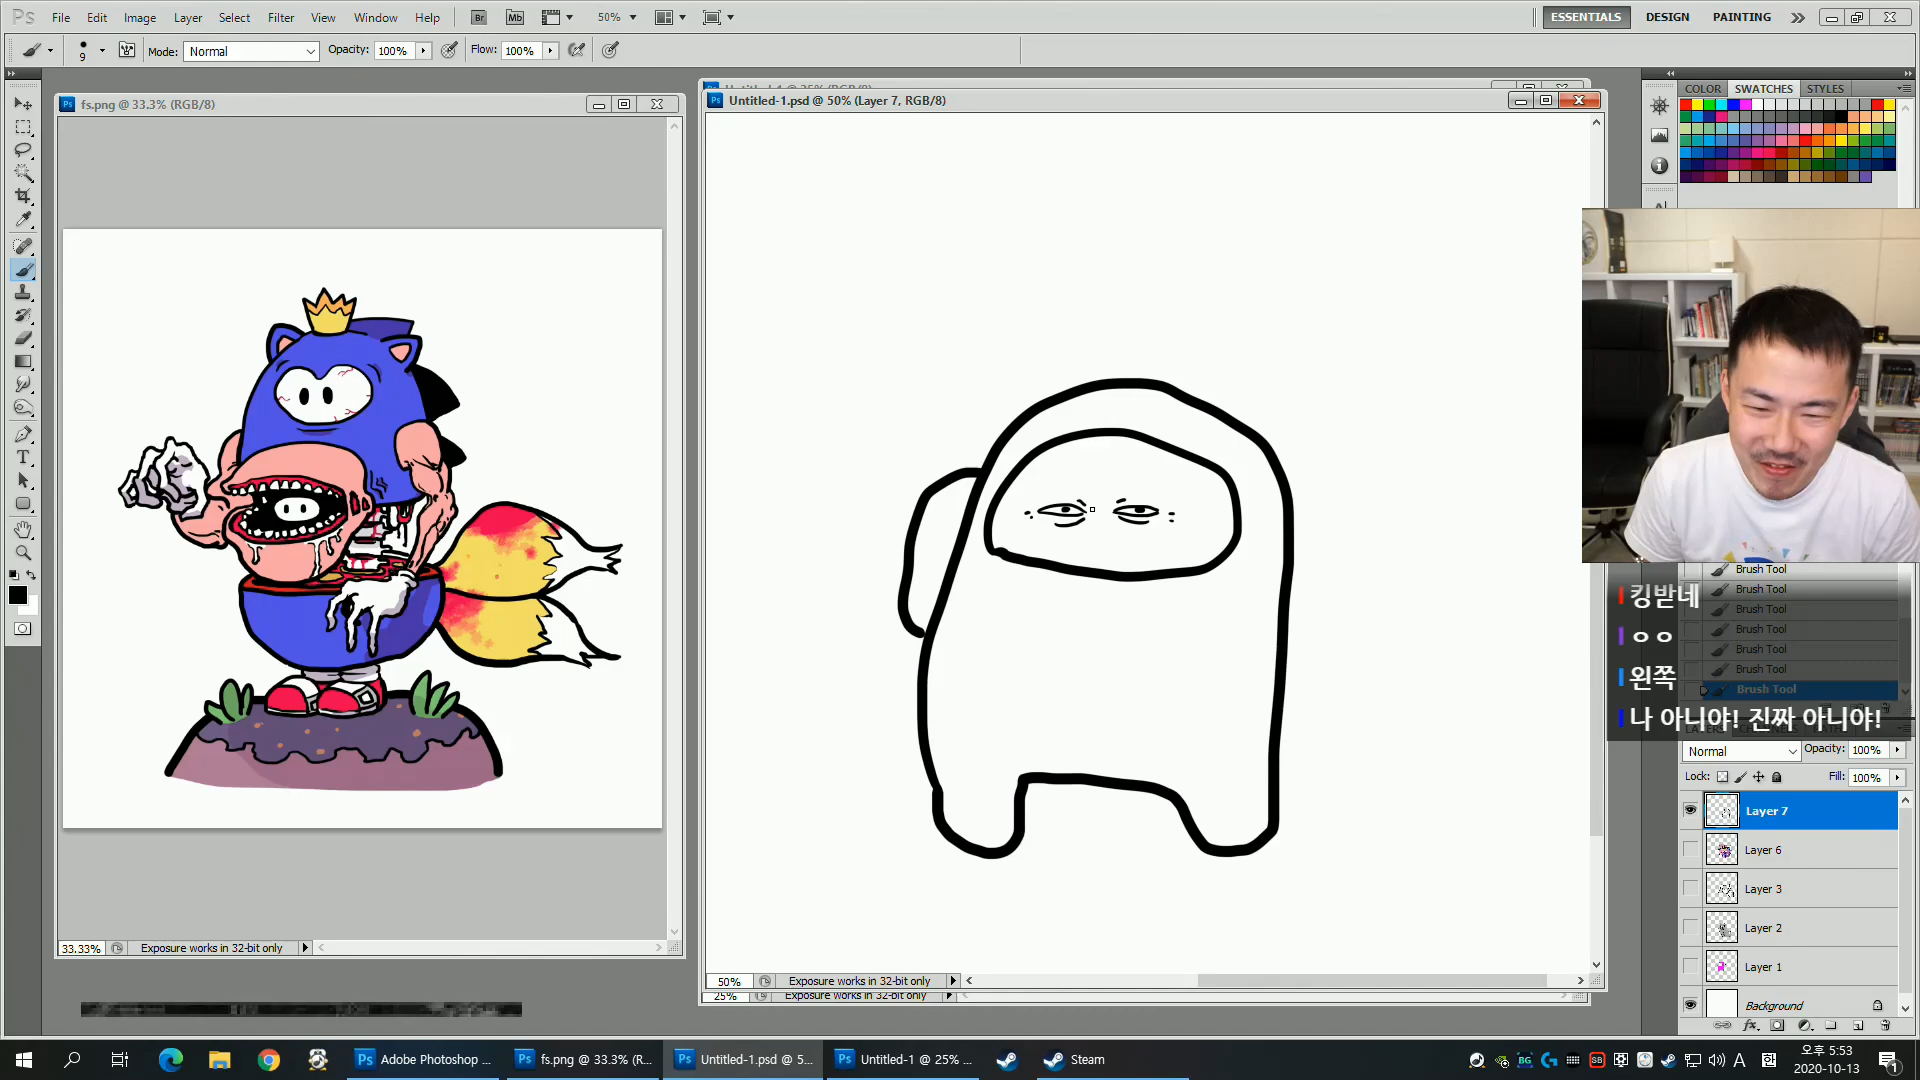 Ps File Edit Image Layer Select Filter View Window Help Br Mb 50% ESSENTIALS DESIGN PAINTING
9 Mode: Normal Opacity: 100% Flow: 100%
fs.png @ 33.3% (RGB/8)
Untitled-1.psd @ 50% (Layer 7, RGB/8)
COLOR SWATCHES STYLES
Brush Tool
Brush Tool
Brush Tool
Brush Tool
Brush Tool
Brush Tool
Brush Tool
킹받네
ㅇㅇ
왼쪽
나 아니야! 진짜 아니야!
Normal Opacity: 100%
Lock: Fill: 100%
Layer 7
Layer 6
Layer 3
Layer 2
Layer 1
Background
33.33% Exposure works in 32-bit only
50% Exposure works in 32-bit only
25% Exposure works in 32-bit only
Adobe Photoshop ...
fs.png @ 33.3% (R...
Untitled-1.psd @ 5...
Untitled-1 @ 25% ...
Steam
오후 5:53
2020-10-13